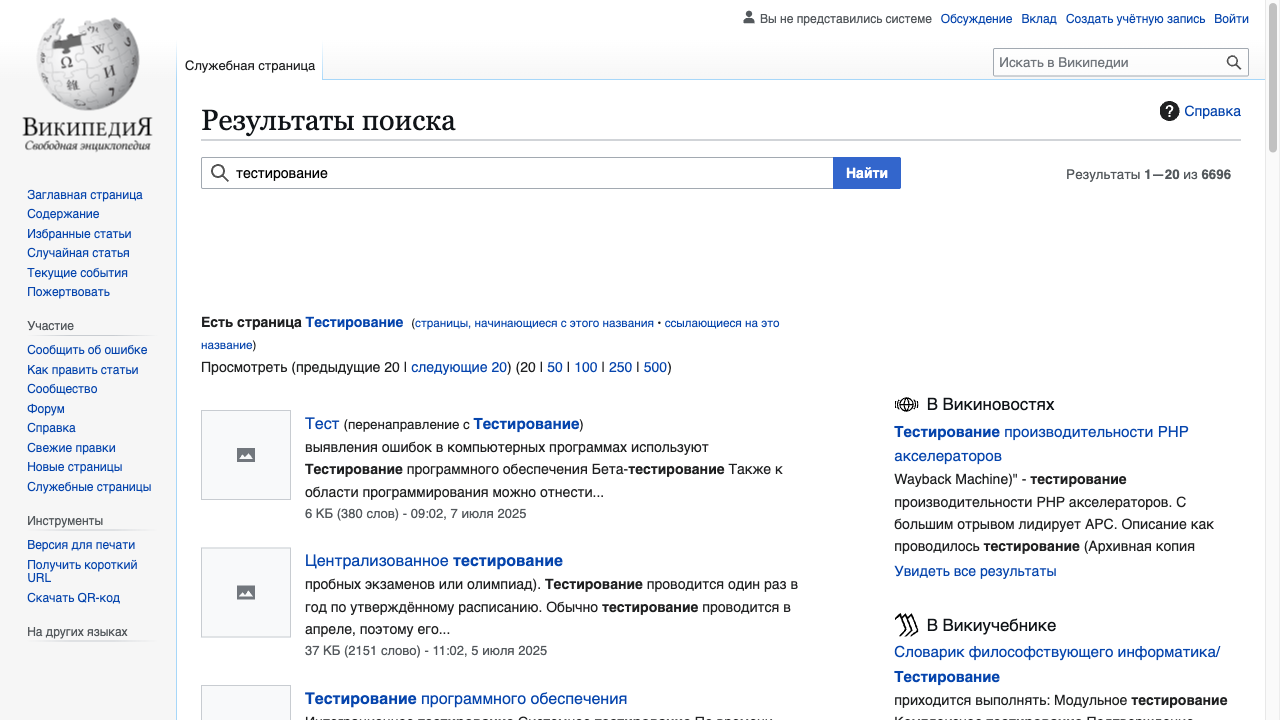 Вы не представились системе Обсуждение Вклад Создать учётную запись Войти
Служебная страница
Искать в Википедии
ВикипедиЯ
Свободная энциклопедия
Заглавная страница
Содержание
Избранные статьи
Случайная статья
Текущие события
Пожертвовать
Участие
Сообщить об ошибке
Как править статьи
Сообщество
Форум
Справка
Свежие правки
Новые страницы
Служебные страницы
Инструменты
Версия для печати
Получить короткий
URL
Скачать QR-код
На других языках
Результаты поиска
Справка
тестирование
Найти
Результаты 1—20 из 6696
Есть страница Тестирование (страницы, начинающиеся с этого названия • ссылающиеся на это
название)
Просмотреть (предыдущие 20 | следующие 20) (20 | 50 | 100 | 250 | 500)
Тест (перенаправление с Тестирование)
выявления ошибок в компьютерных программах используют
Тестирование программного обеспечения Бета-тестирование Также к
области программирования можно отнести...
6 КБ (380 слов) - 09:02, 7 июля 2025
Централизованное тестирование
пробных экзаменов или олимпиад). Тестирование проводится один раз в
год по утверждённому расписанию. Обычно тестирование проводится в
апреле, поэтому его...
37 КБ (2151 слово) - 11:02, 5 июля 2025
Тестирование программного обеспечения
В Викиновостях
Тестирование производительности PHP
акселераторов
Wayback Machine)" - тестирование
производительности PHP акселераторов. С
большим отрывом лидирует APC. Описание как
проводилось тестирование (Архивная копия
Увидеть все результаты
В Викиучебнике
Словарик философствующего информатика/
Тестирование
приходится выполнять: Модульное тестирование